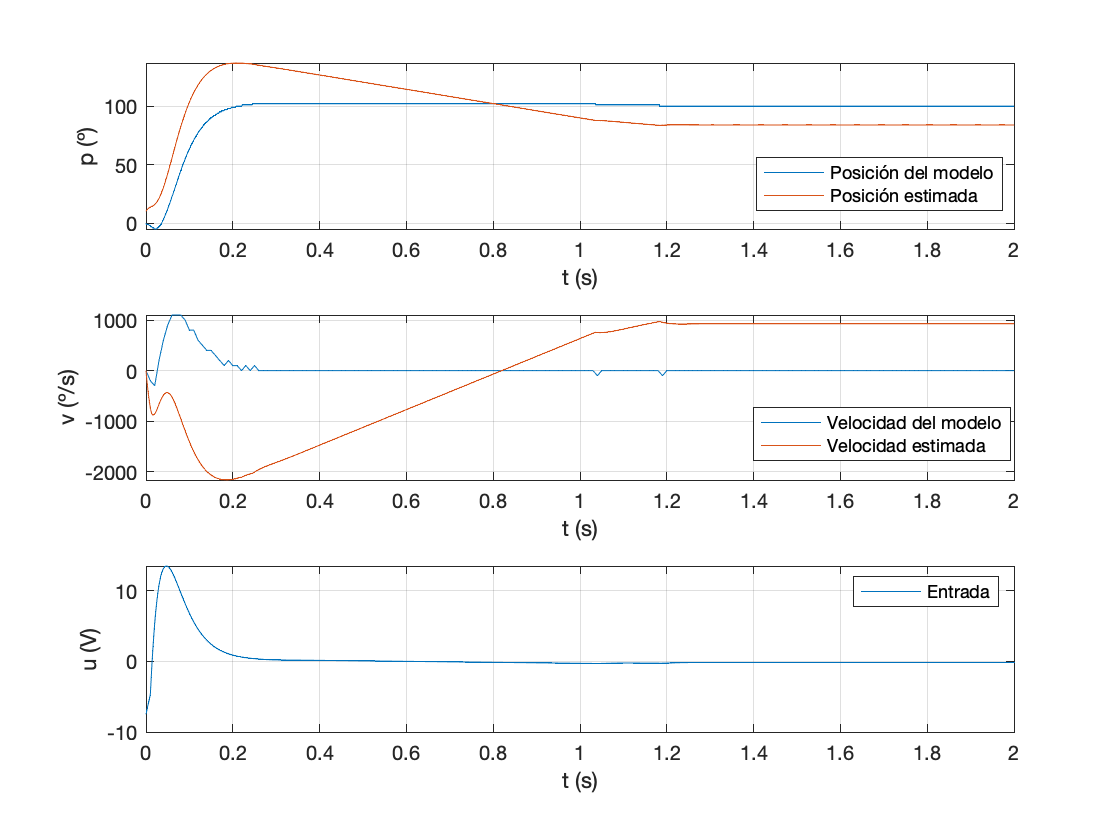 100
50
0
p (º)
Posición del modelo
Posición estimada
0 0.2 0.4 0.6 0.8 1 1.2 1.4 1.6 1.8 2
t (s)
1000
0
-1000
-2000
v (º/s)
Velocidad del modelo
Velocidad estimada
0 0.2 0.4 0.6 0.8 1 1.2 1.4 1.6 1.8 2
t (s)
10
0
-10
u (V)
Entrada
0 0.2 0.4 0.6 0.8 1 1.2 1.4 1.6 1.8 2
t (s)